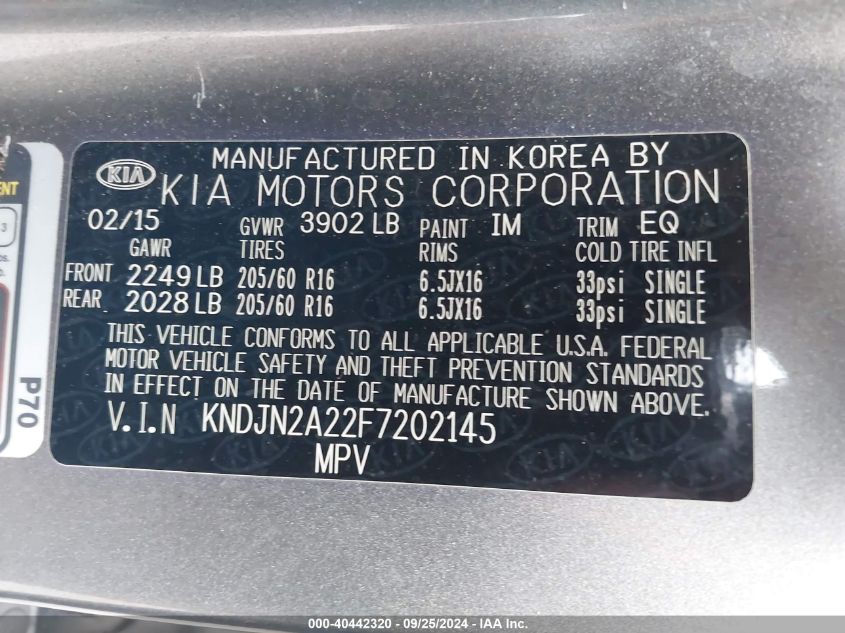 MANUFACTURED IN KOREA BY
KIA KIA MOTORS CORPORATION
02/15 GVWR 3902 LB PAINT IM TRIM EQ
GAWR TIRES RIMS COLD TIRE INFL
FRONT 2249 LB 205/60 R16 6.5JX16 33psi SINGLE
REAR 2028 LB 205/60 R16 6.5JX16 33psi SINGLE
THIS VEHICLE CONFORMS TO ALL APPLICABLE U.S.A. FEDERAL
MOTOR VEHICLE SAFETY AND THEFT PREVENTION STANDARDS
IN EFFECT ON THE DATE OF MANUFACTURE SHOWN ABOVE.
V.I.N KNDJN2A22F7202145
MPV
P70
000-40442320 - 09/25/2024 - IAA Inc.